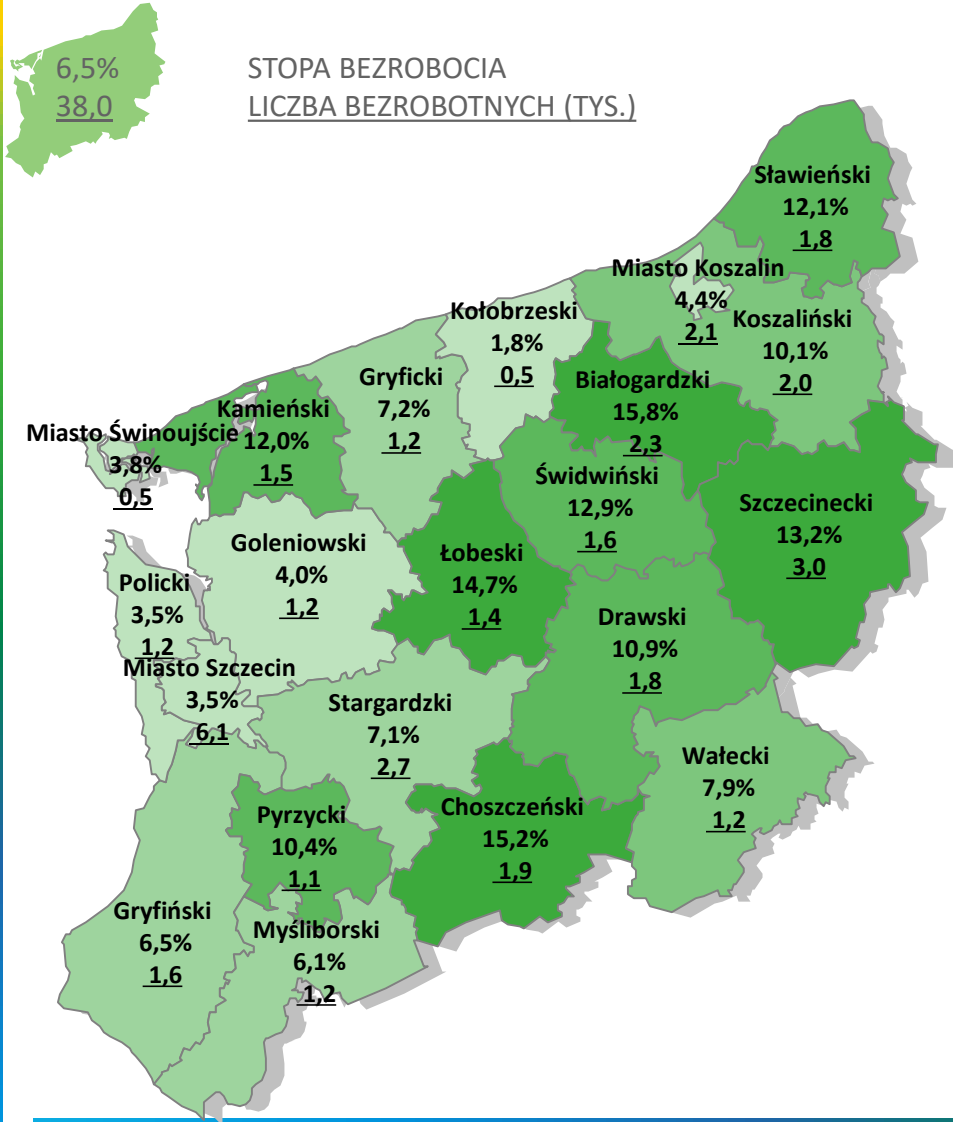 6,5%
38,0
STOPA BEZROBOCIA
LICZBA BEZROBOTNYCH (TYS.)
Sławieński
12,1%
1,8
Miasto Koszalin
4,4%
2,1
Koszaliński
10,1%
2,0
Kołobrzeski
1,8%
0,5
Białogardzki
15,8%
2,3
Gryficki
7,2%
1,2
Kamieński
12,0%
1,5
Miasto Świnoujście
3,8%
0,5
Świdwiński
12,9%
1,6
Szczecinecki
13,2%
3,0
Goleniowski
4,0%
1,2
Łobeski
14,7%
1,4
Policki
3,5%
1,2
Drawski
10,9%
1,8
Miasto Szczecin
3,5%
6,1
Stargardzki
7,1%
2,7
Wałecki
7,9%
1,2
Pyrzycki
10,4%
1,1
Choszczeński
15,2%
1,9
Gryfiński
6,5%
1,6
Myśliborski
6,1%
1,2